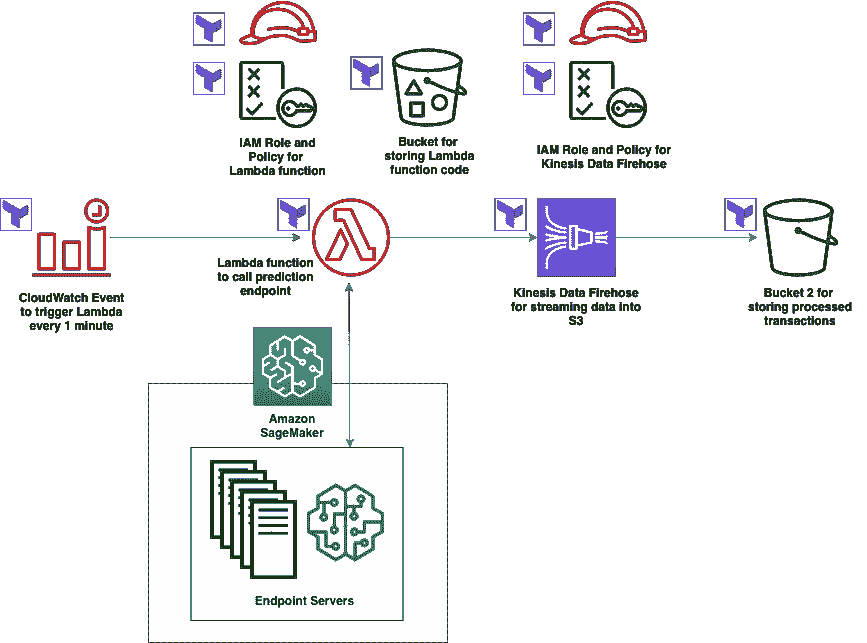 IAM Role and
Policy for
Lambda function
Bucket for
storing Lambda
function code
IAM Role and Policy for
Kinesis Data Firehose
CloudWatch Event
to trigger Lambda
every 1 minute
Lambda function
to call prediction
endpoint
Kinesis Data Firehose
for streaming data into
S3
Bucket 2 for
storing processed
transactions
Amazon
SageMaker
Endpoint Servers